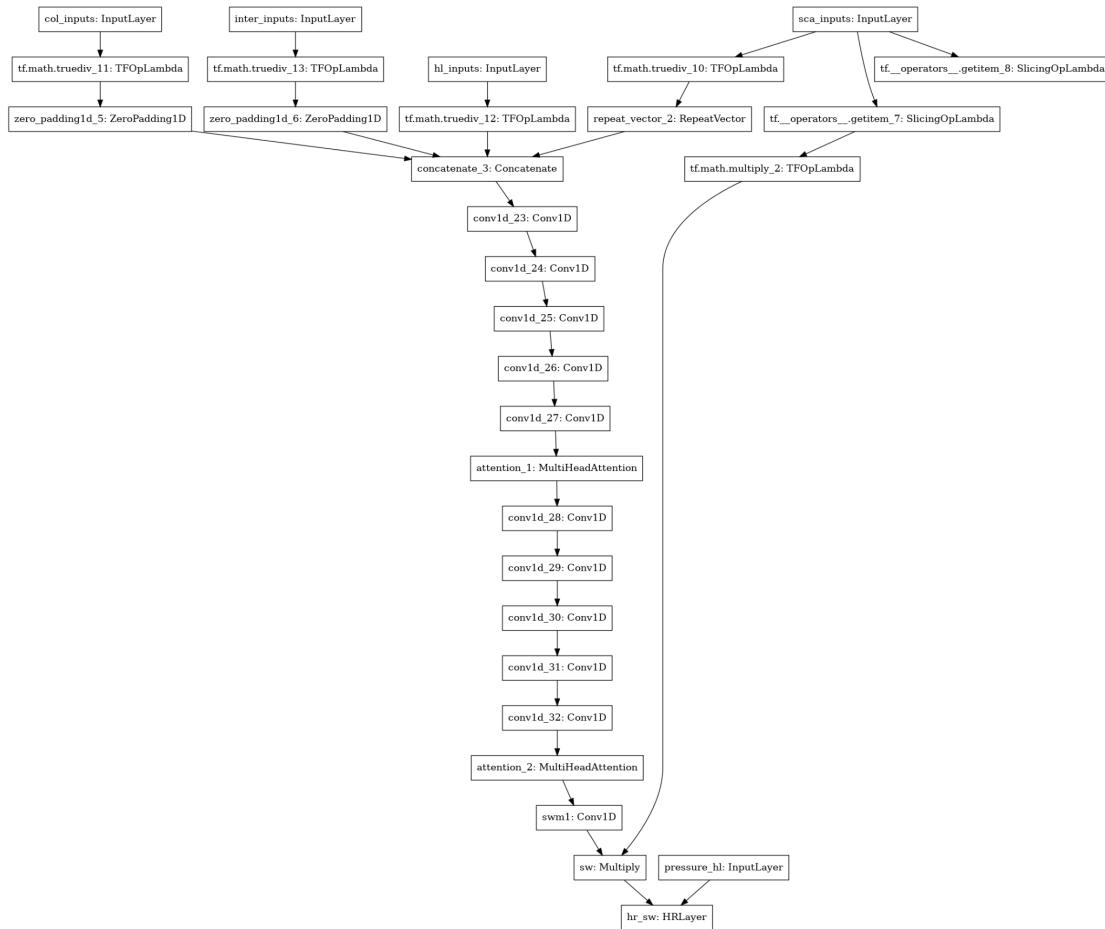 col_inputs: InputLayer
inter_inputs: InputLayer
sca_inputs: InputLayer
tf.math.truediv_11: TFOpLambda
tf.math.truediv_13: TFOpLambda
hl_inputs: InputLayer
tf.math.truediv_10: TFOpLambda
tf.__operators__.getitem_8: SlicingOpLambda
zero_padding1d_5: ZeroPadding1D
zero_padding1d_6: ZeroPadding1D
tf.math.truediv_12: TFOpLambda
repeat_vector_2: RepeatVector
tf.__operators__.getitem_7: SlicingOpLambda
concatenate_3: Concatenate
tf.math.multiply_2: TFOpLambda
conv1d_23: Conv1D
conv1d_24: Conv1D
conv1d_25: Conv1D
conv1d_26: Conv1D
conv1d_27: Conv1D
attention_1: MultiHeadAttention
conv1d_28: Conv1D
conv1d_29: Conv1D
conv1d_30: Conv1D
conv1d_31: Conv1D
conv1d_32: Conv1D
attention_2: MultiHeadAttention
swm1: Conv1D
sw: Multiply
pressure_hl: InputLayer
hr_sw: HRLayer